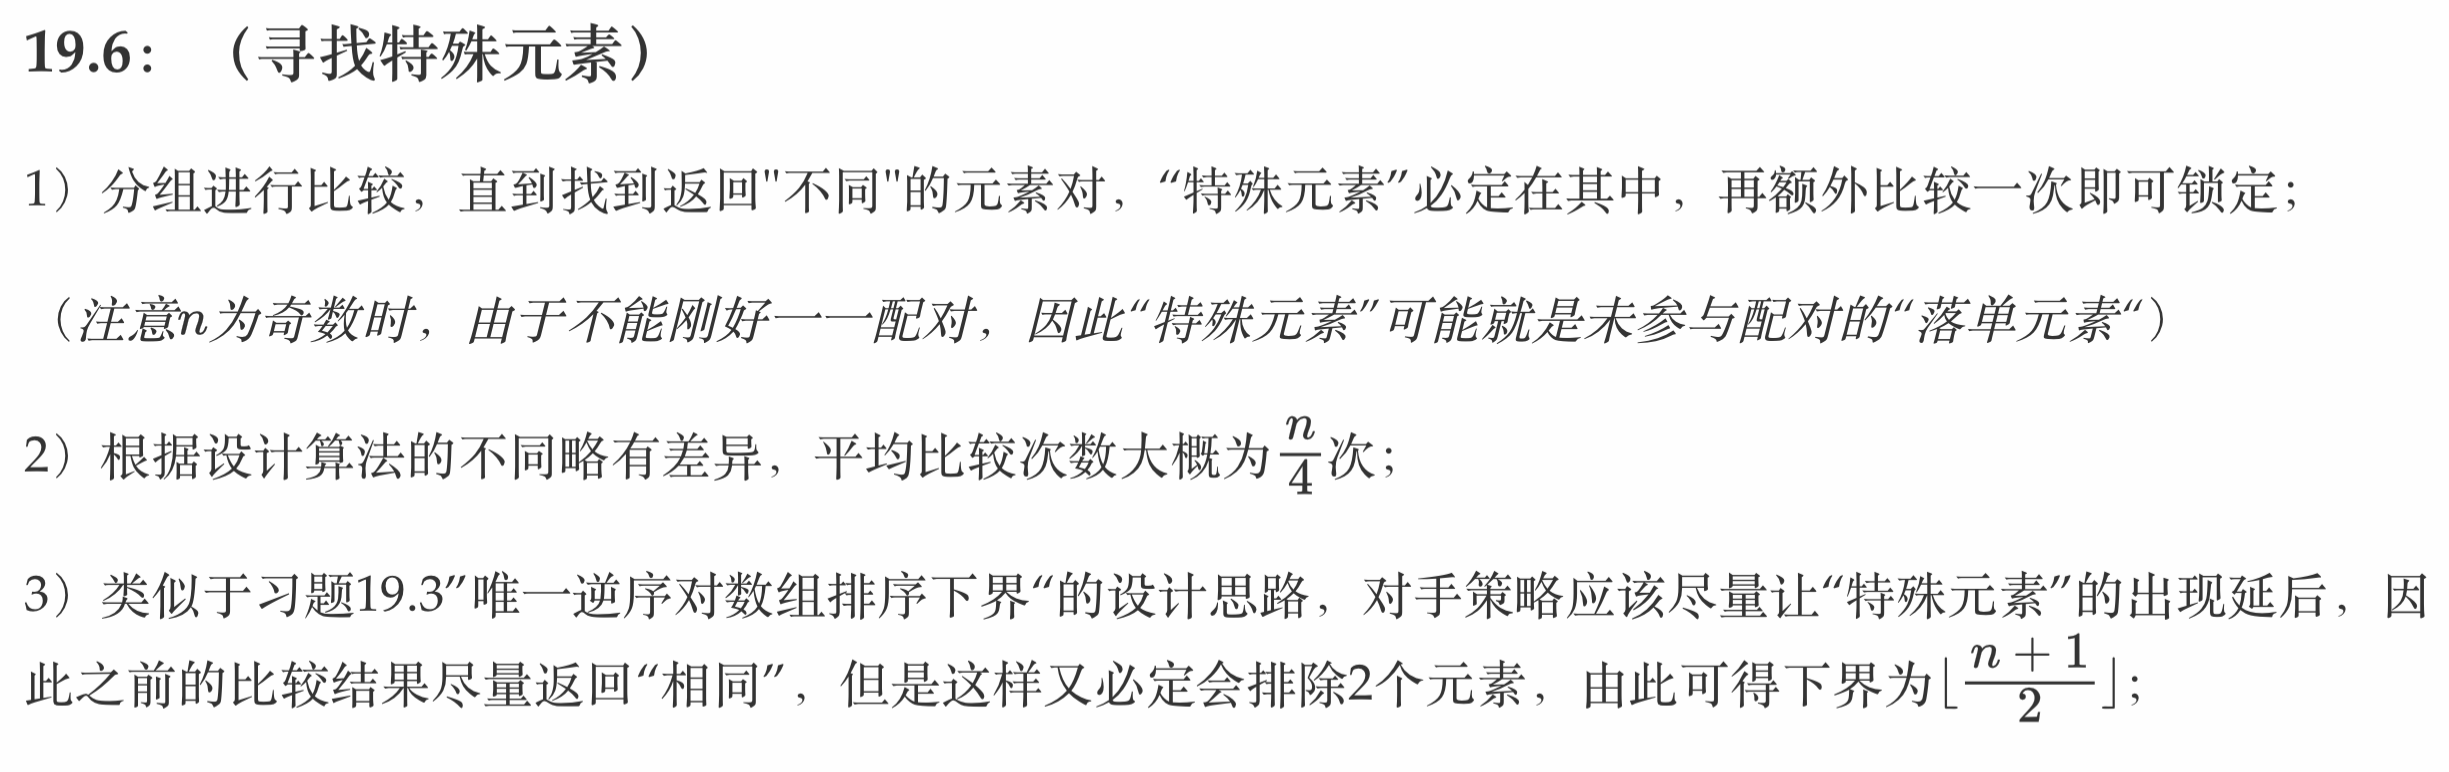 19.6：（寻找特殊元素）
1）分组进行比较，直到找到返回"不同"的元素对，“特殊元素”必定在其中，再额外比较一次即可锁定；
（注意n为奇数时，由于不能刚好一一配对，因此“特殊元素”可能就是未参与配对的“落单元素“）
2）根据设计算法的不同略有差异，平均比较次数大概为$\frac{n}{4}$次；
3）类似于习题19.3”唯一逆序对数组排序下界“的设计思路，对手策略应该尽量让“特殊元素”的出现延后，因
此之前的比较结果尽量返回“相同”，但是这样又必定会排除2个元素，由此可得下界为$\lfloor\frac{n+1}{2}\rfloor$；